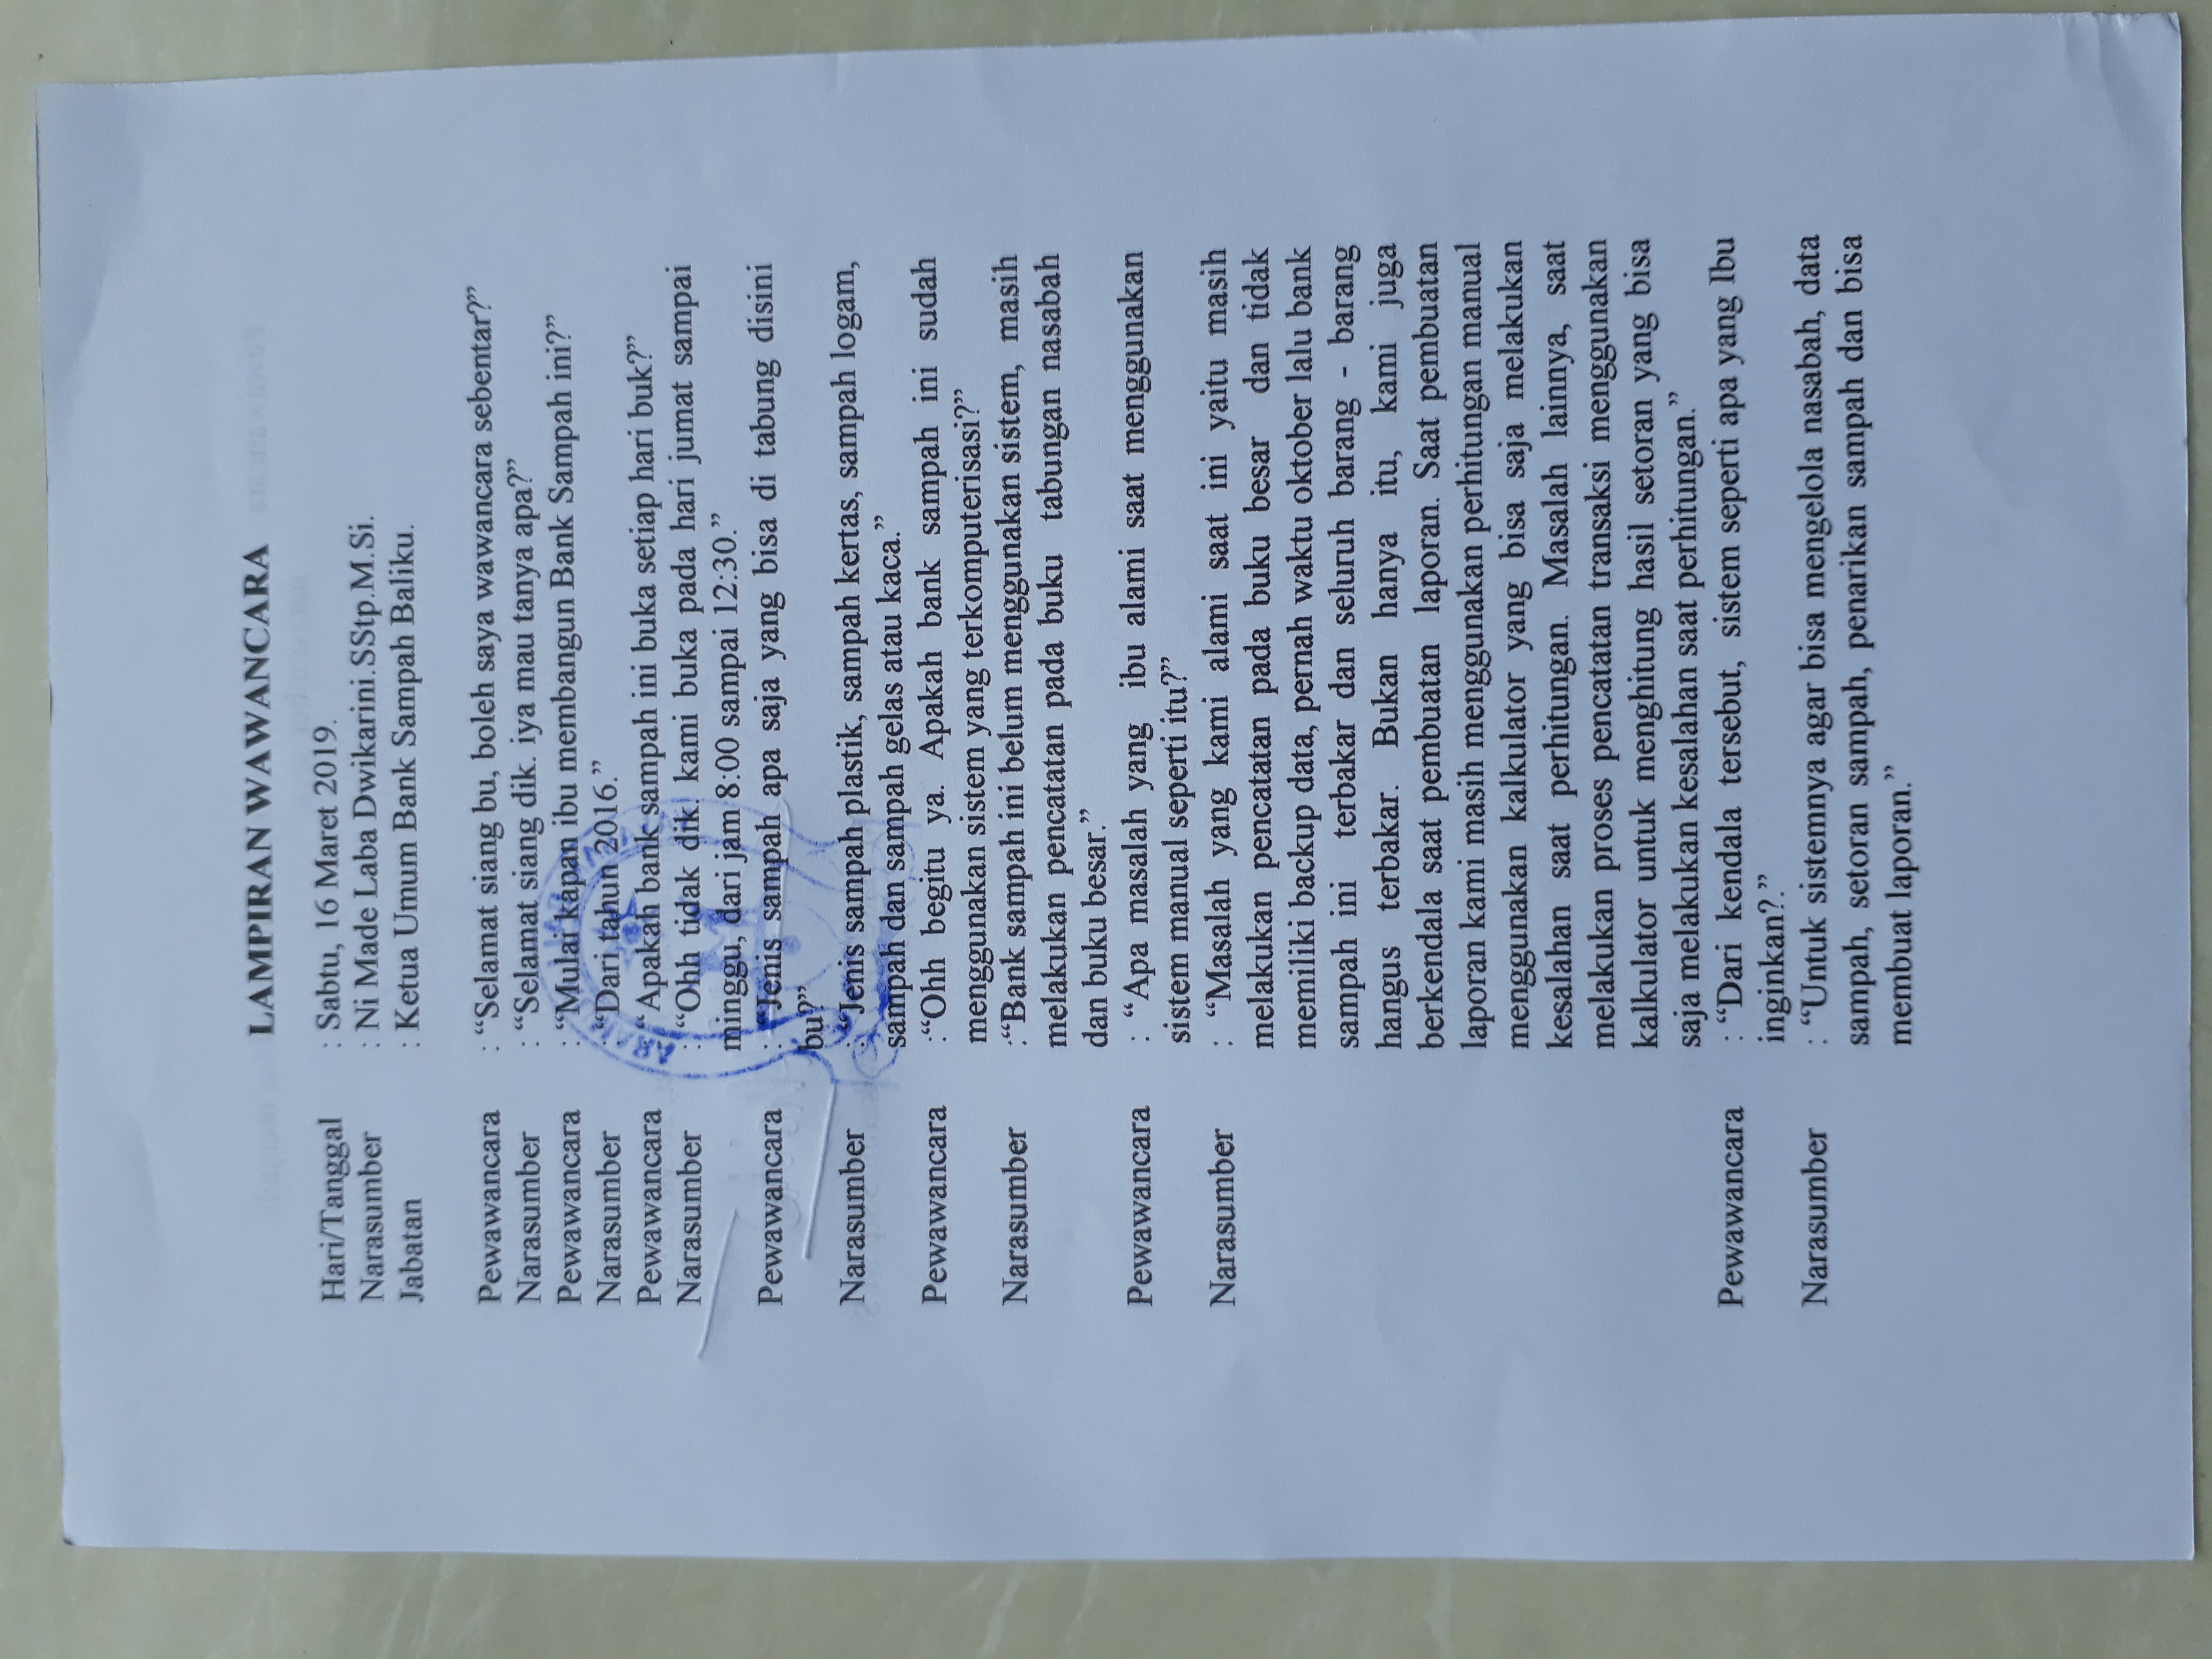 LAMPIRAN WAWANCARA
Hari/Tanggal : Sabtu, 16 Maret 2019.
Narasumber : Ni Made Laba Dwikarini.SStp.M.Si.
Jabatan : Ketua Umum Bank Sampah Baliku.
Pewawancara : “Selamat siang bu, boleh saya wawancara sebentar?”
Narasumber : “Selamat siang dik. iya mau tanya apa?”
Pewawancara : “Mulai kapan ibu membangun Bank Sampah ini?”
Narasumber : “Dari tahun 2016.”
Pewawancara : “Apakah bank sampah ini buka setiap hari buk?”
Narasumber : “Ohh tidak dik. kami buka pada hari jumat sampai
minggu, dari jam 8:00 sampai 12:30.”
Pewawancara : “Jenis sampah apa saja yang bisa di tabung disini
bu?”
Narasumber : “Jenis sampah plastik, sampah kertas, sampah logam,
sampah dan sampah gelas atau kaca.”
Pewawancara :“Ohh begitu ya. Apakah bank sampah ini sudah
menggunakan sistem yang terkomputerisasi?”
Narasumber :“Bank sampah ini belum menggunakan sistem, masih
melakukan pencatatan pada buku tabungan nasabah
dan buku besar.”
Pewawancara : “Apa masalah yang ibu alami saat menggunakan
sistem manual seperti itu?”
Narasumber : “Masalah yang kami alami saat ini yaitu masih
melakukan pencatatan pada buku besar dan tidak
memiliki backup data, pernah waktu oktober lalu bank
sampah ini terbakar dan seluruh barang - barang
hangus terbakar. Bukan hanya itu, kami juga
berkendala saat pembuatan laporan. Saat pembuatan
laporan kami masih menggunakan perhitungan manual
menggunakan kalkulator yang bisa saja melakukan
kesalahan saat perhitungan. Masalah lainnya, saat
melakukan proses pencatatan transaksi menggunakan
kalkulator untuk menghitung hasil setoran yang bisa
saja melakukan kesalahan saat perhitungan.”
Pewawancara : “Dari kendala tersebut, sistem seperti apa yang Ibu
inginkan?.”
Narasumber : “Untuk sistemnya agar bisa mengelola nasabah, data
sampah, setoran sampah, penarikan sampah dan bisa
membuat laporan.”